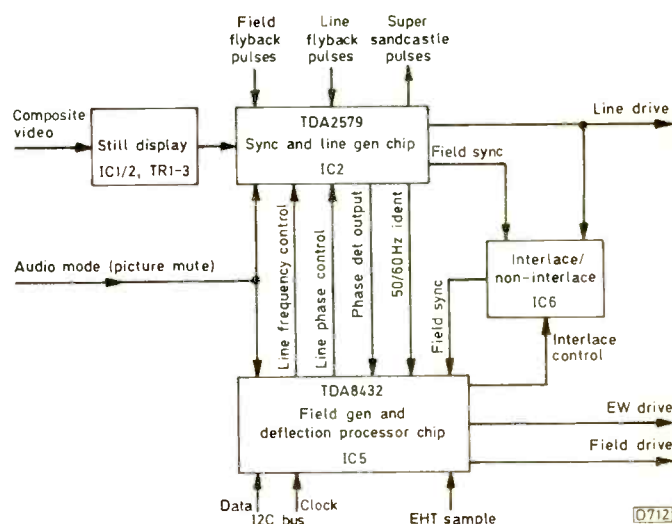 Field
flyback
pulses
Line
flyback
pulses
Super
sandcastle
pulses
Composite
video
Still display
IC1/2, TR1-3
TDA2579
Sync and line gen chip
IC2
Line drive
Field sync
Audio mode (picture mute)
Line frequency control
Line phase control
Phase det output
50/60Hz ident
Field sync
Interlace/
non-interlace
IC6
Interlace
control
TDA8432
Field gen and
deflection processor chip
IC5
EW drive
Field drive
Data
Clock
I2C bus
EHT sample
D712